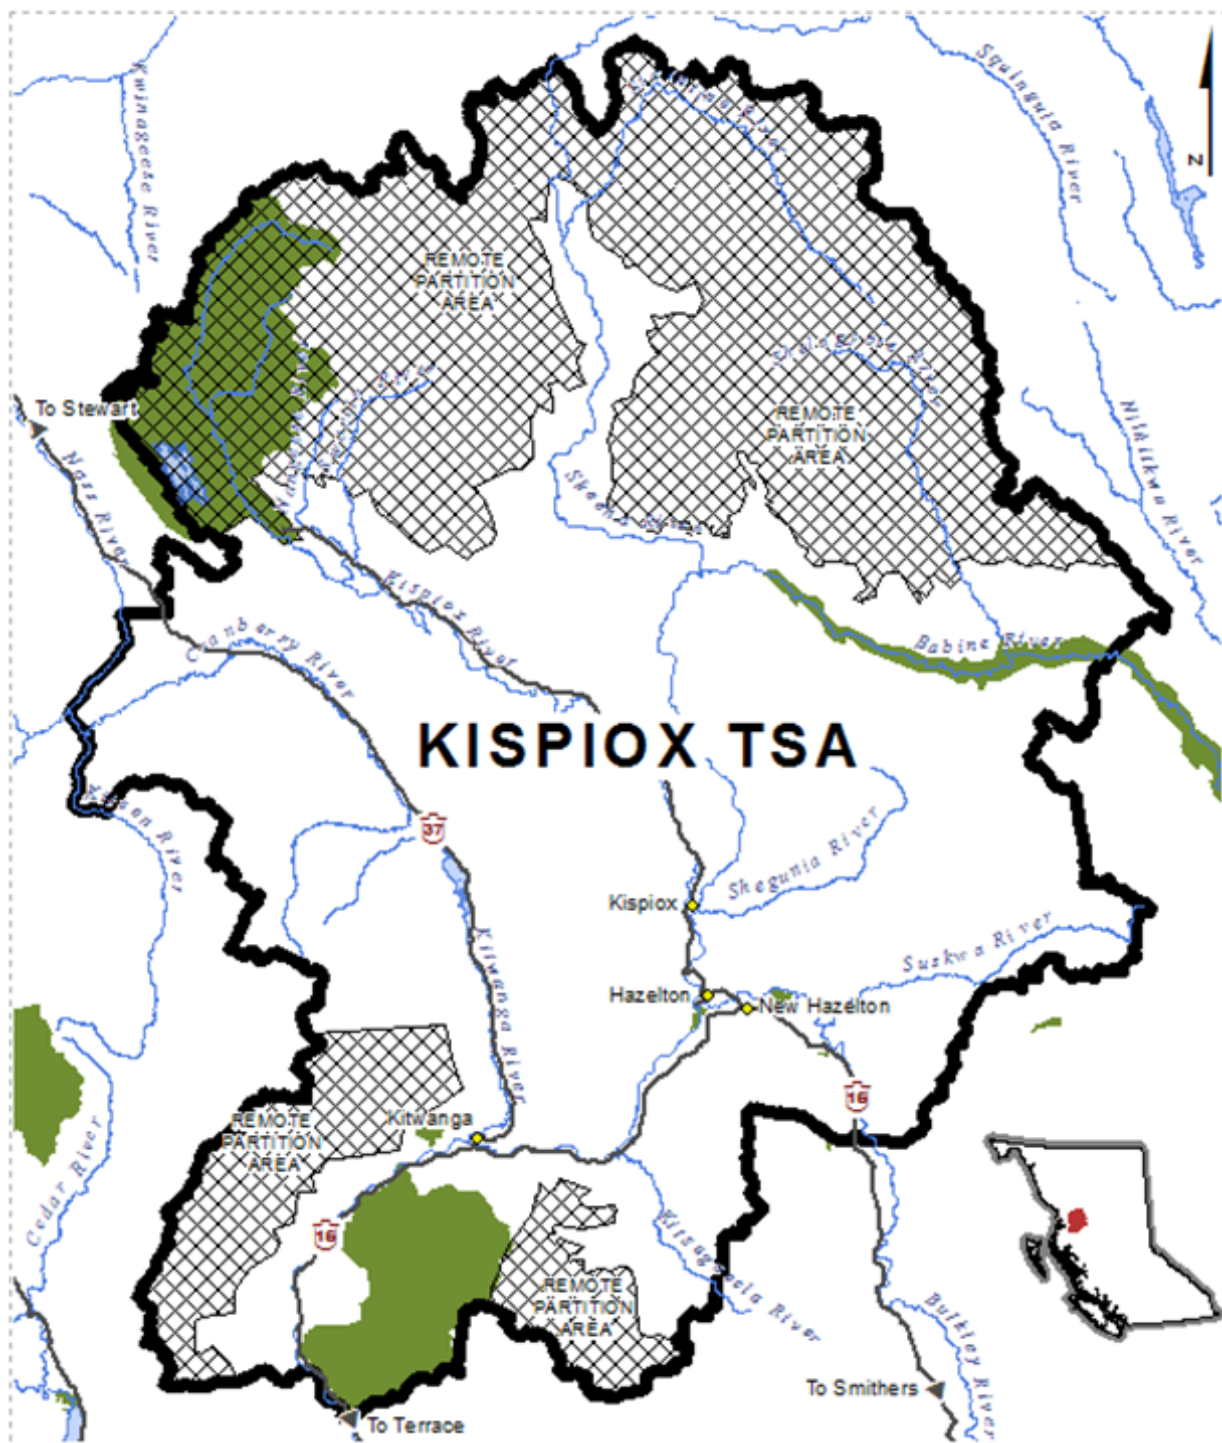 Kwinageese River
Squingula River
N
REMOTE
PARTITION
AREA
Shelagyote River
REMOTE
PARTITION
AREA
To Stewart
Nass River
Nilkitkwa River
Skeena River
Kispiox River
Cranberry River
Babine River
KISPIOX TSA
37
River
Shegunia River
Kispiox
Kitwanga River
Suskwa River
Hazelton
New Hazelton
16
Kitwanga
REMOTE
PARTITION
AREA
Cedar River
16
Kitseguecla River
REMOTE
PARTITION
AREA
Bulkley River
To Smithers
To Terrace